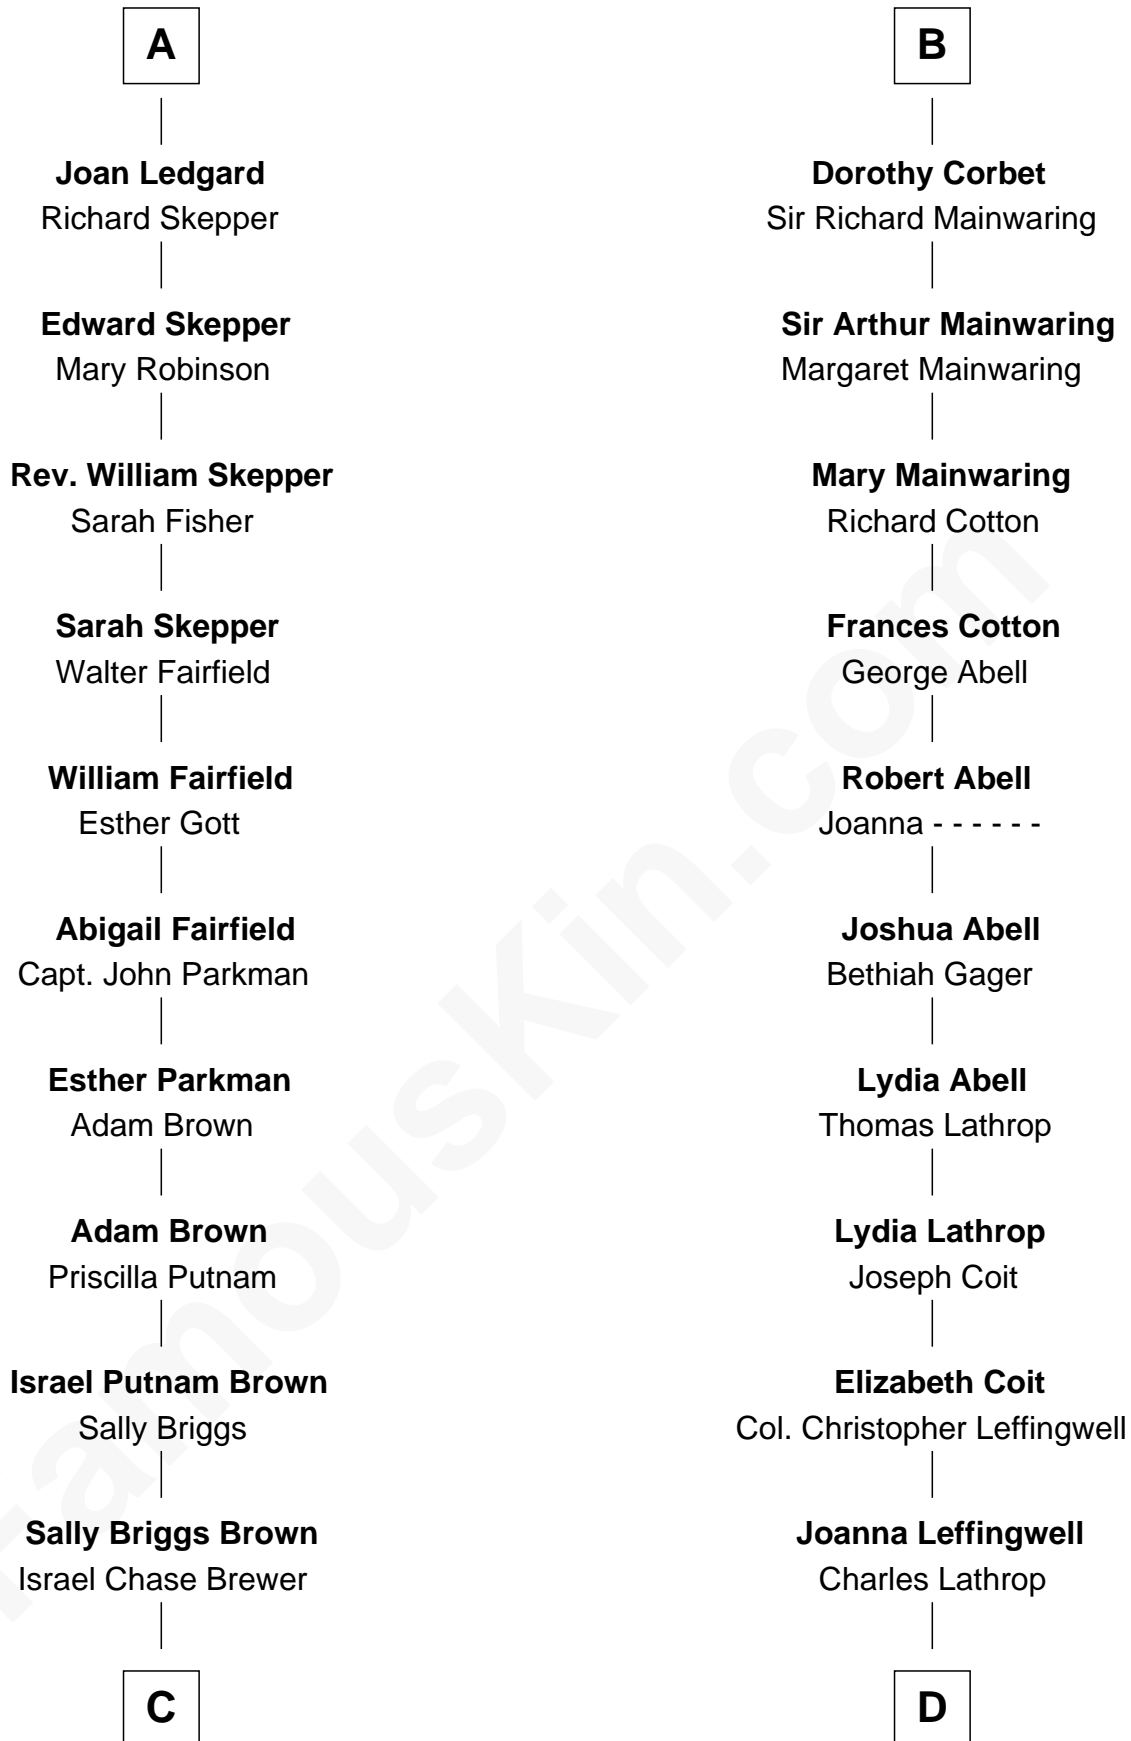 A
Joan Ledgard
Richard Skepper
Edward Skepper
Mary Robinson
Rev. William Skepper
Sarah Fisher
Sarah Skepper
Walter Fairfield
William Fairfield
Esther Gott
Abigail Fairfield
Capt. John Parkman
Esther Parkman
Adam Brown
Adam Brown
Priscilla Putnam
Israel Putnam Brown
Sally Briggs
Sally Briggs Brown
Israel Chase Brewer
C
B
Dorothy Corbet
Sir Richard Mainwaring
Sir Arthur Mainwaring
Margaret Mainwaring
Mary Mainwaring
Richard Cotton
Frances Cotton
George Abell
Robert Abell
Joanna - - - - - -
Joshua Abell
Bethiah Gager
Lydia Abell
Thomas Lathrop
Lydia Lathrop
Joseph Coit
Elizabeth Coit
Col. Christopher Leffingwell
Joanna Leffingwell
Charles Lathrop
D
FamousKin.com